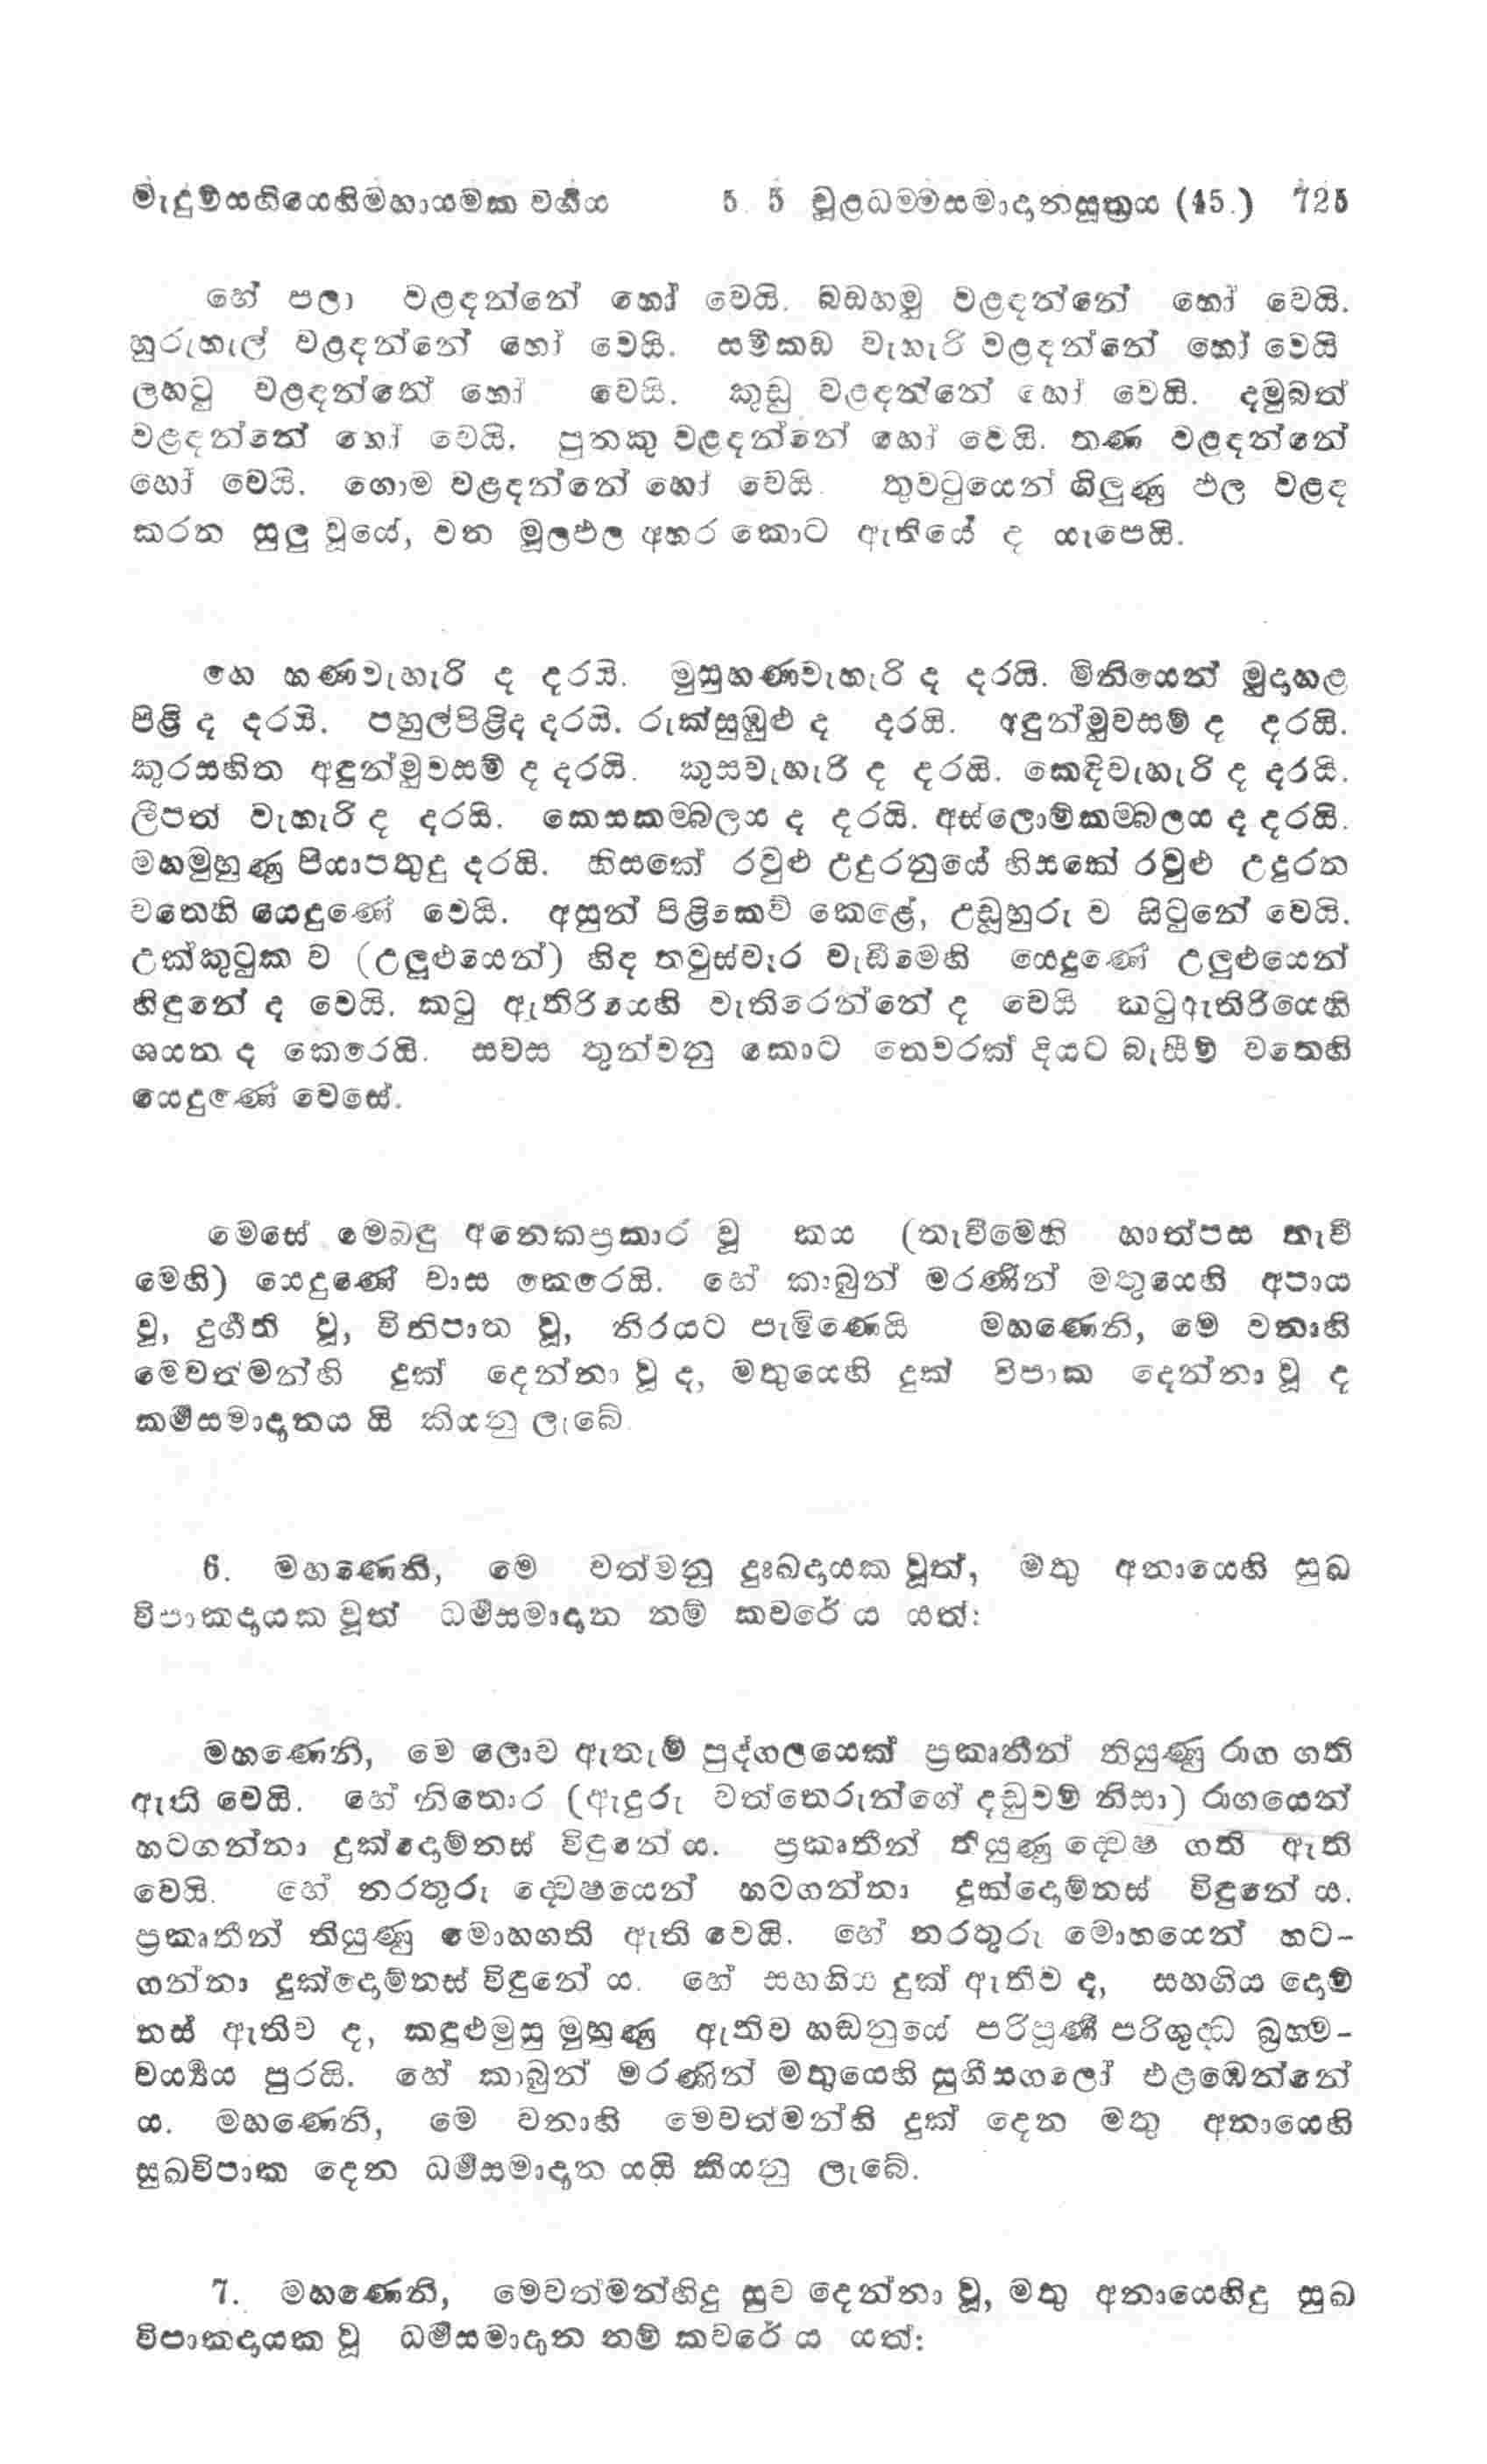 මැදුම්සඟියෙහිමහායමක වර්‍ගය 5. 5 චූළධම්මසමාදානසූත්‍රය (45.) 725
හේ පලා වළඳන්නේ හෝ වෙයි. බඩහමු වළඳන්නේ හෝ වෙයි.
හුරුහැල් වළඳන්නේ හෝ වෙයි. සම්කඩ වැහැරි වළඳන්නේ හෝ වෙයි
ලහටු වළඳන්නේ හෝ වෙයි. කුඩු වළඳන්නේ හෝ වෙයි. දඹුබත්
වළඳන්නේ හෝ වෙයි. පුනකු වළඳන්නේ හෝ වෙයි. තණ වළඳන්නේ
හෝ වෙයි. ගොම වළඳන්නේ හෝ වෙයි. තුවටුයෙන් ගිලුණු ඵල වළඳ
කරන සුලු වූයේ, වන මූලඵල අහර කොට ඇතියේ ද යැපෙයි.
හෙ හණවැහැරි ද දරයි. මුසුහණවැහැරි ද දරයි. මිනියෙන් මුදාහළ
පිළී ද දරයි. පහුල්පිළිද දරයි. රුක්සුඹුළු ද දරයි. අඳුන්මුවසම් ද දරයි.
කුරසහිත අඳුන්මුවසම් ද දරයි. කුසවැහැරි ද දරයි. කෙඳිවැහැරි ද දරයි.
ලීපත් වැහැරි ද දරයි. කෙසකම්බලය ද දරයි. අස්ලොම්කම්බලය ද දරයි.
මහමුහුණු පියාපතුදු දරයි. හිසකේ රවුළු උදුරනුයේ හිසකේ රවුළු උදුරන
වතෙහි යෙදුණේ වෙයි. අසුන් පිළිකෙව් කෙළේ, උඩුහුරු ව සිටුනේ වෙයි.
උක්කුටුක ව (උලුළුයෙන්) හිඳ තවුස්වැර වැඩීමෙහි යෙදුණේ උලුළුයෙන්
හිඳුනේ ද වෙයි. කටු ඇතිරියෙහි වැතිරෙන්නේ ද වෙයි කටුඇතිරියෙහි
ශයන ද කෙරෙයි. සවස තුන්වනු කොට තෙවරක් දියට බැසීම් වතෙහි
යෙදුණේ වෙසේ.
මෙසේ මෙබඳු අනෙකප්‍රකාර වූ කය (තැවීමෙහි හාත්පස තැවී
මෙහි) යෙදුණේ වාස කෙරෙයි. හේ කාබුන් මරණින් මතුයෙහි අපාය
වූ, දුර්‍ගති වූ, විනිපාත වූ, නිරයට පැමිණෙයි මහණෙනි, මෙ වනාහි
මෙවත්මන්හි දුක් දෙන්නා වූ ද, මතුයෙහි දුක් විපාක දෙන්නා වූ ද
කර්‍මසමාදානය යි කියනු ලැබේ.
6. මහණෙනි, මෙ වත්මනු දුඃඛදායක වූත්, මතු අනායෙහි සුඛ
විපාකදායක වූත් ධර්‍මසමාදාන නම් කවරේ ය යත්:
මහණෙනි, මෙ ලොව ඇතැම් පුද්ගලයෙක් ප්‍රකෘතීන් තියුණු රාග ගති
ඇති වෙයි. හේ නිතොර (ඇදුරු වත්තෙරුන්ගේ දඬුවම් නිසා) රාගයෙන්
හටගන්නා දුක්දොම්නස් විඳුනේ ය. ප්‍රකෘතීන් තියුණු ද්වේෂ ගති ඇති
වෙයි. හේ නරතුරු ද්වේෂයෙන් හටගන්නා දුක්දොම්නස් විඳුනේ ය.
ප්‍රකෘතීන් තියුණු මොහගති ඇති වෙයි. හේ නරතුරු මොහයෙන් හට-
ගන්නා දුක්දොම්නස් විඳුනේ ය. හේ සහගිය දුක් ඇතිව ද, සහගිය දොම්
නස් ඇතිව ද, කඳුළුමුසු මුහුණු ඇතිව හඬනුයේ පරිපූර්‍ණ පරිශුද්ධ බ්‍රහ්ම-
චර්‍ය්‍යය පුරයි. හේ කාබුන් මරණින් මතුයෙහි සුගීසගලෝ එළඹෙන්නේ
ය. මහණෙනි, මෙ වනාහි මෙවත්මන්හි දුක් දෙන මතු අනායෙහි
සුඛවිපාක දෙන ධර්‍මසමාදාන යයි කියනු ලැබේ.
7. මහණෙනි, මෙවත්මන්හිදු සුව දෙන්නා වූ, මතු අනායෙහිදු සුඛ
විපාකදායක වූ ධර්‍මසමාදාන නම් කවරේ ය යත්: